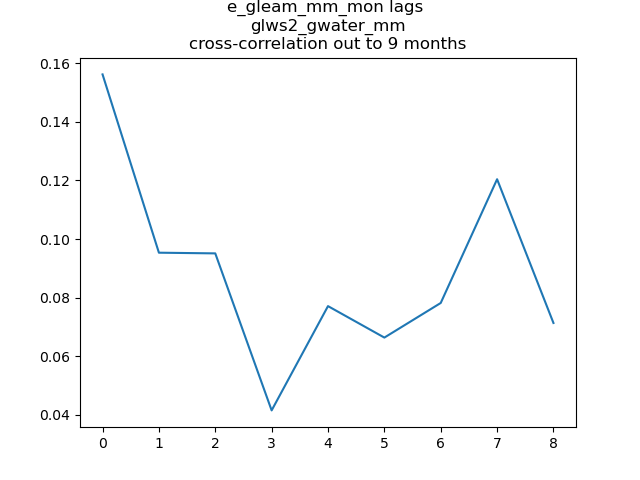 e_gleam_mm_mon lags
glws2_gwater_mm
cross-correlation out to 9 months
0.16
0.14
0.12
0.10
0.08
0.06
0.04
0 1 2 3 4 5 6 7 8